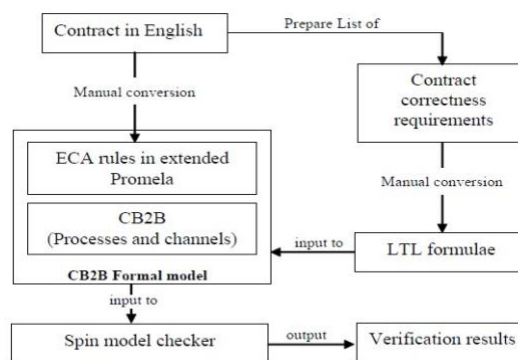 Contract in English
Prepare List of
Contract
correctness
requirements
Manual conversion
ECA rules in extended
Promela
Manual conversion
CB2B
(Processes and channels)
input to
LTL formulae
CB2B Formal model
input to
Spin model checker
output
Verification results